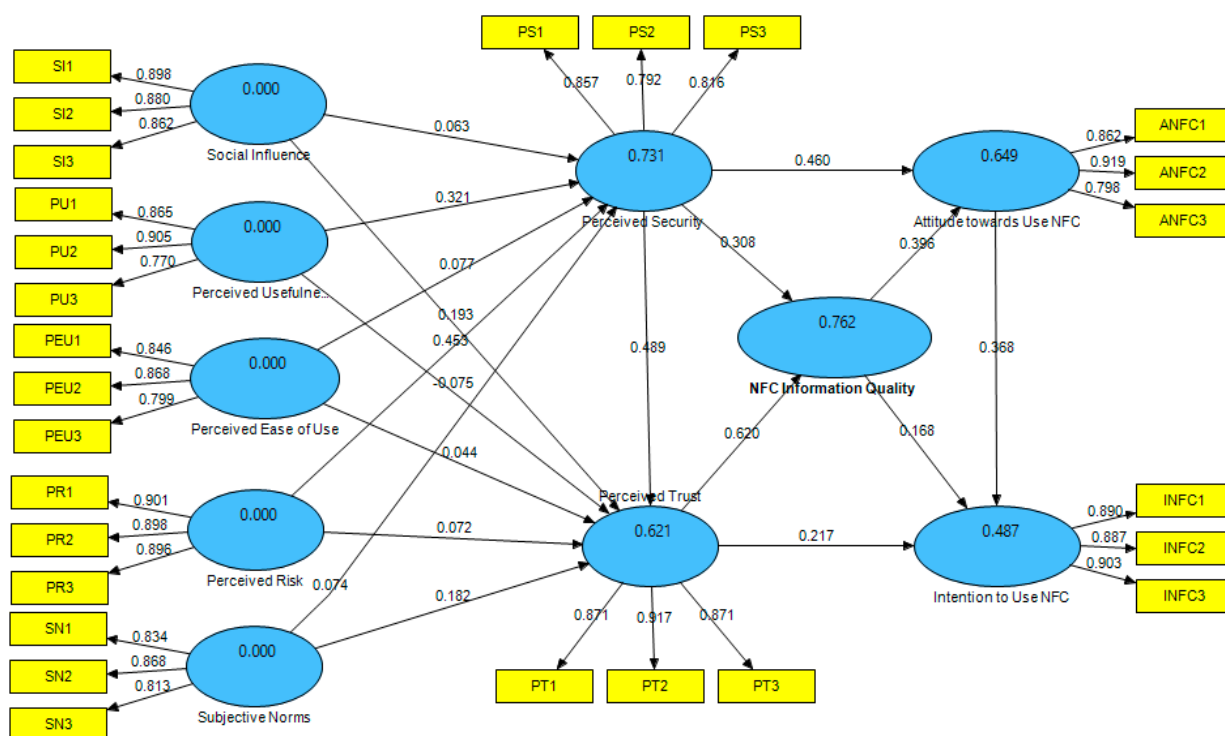 PS1 PS2 PS3
SI1 0.898 0.000
SI2 0.880
SI3 0.862 Social Influence
0.857 0.792 0.816
0.063 0.731 0.460 0.649
Perceived Security Attitude towards Use NFC
0.862 ANFC1
0.919 ANFC2
0.798 ANFC3
PU1 0.865 0.000 0.321
PU2 0.905
PU3 0.770 Perceived Usefulne...
0.077 0.308 0.396
0.193 0.762
0.453 0.489 0.368
PEU1 0.846 0.000 -0.075
PEU2 0.868 NFC Information Quality
PEU3 0.799 Perceived Ease of Use
0.044 0.620 0.168
PR1 0.901 0.000 Perceived Trust
PR2 0.898 0.072 0.621 0.217 0.487
PR3 0.896 Perceived Risk
0.074 0.182 Intention to Use NFC
0.890 INFC1
0.887 INFC2
0.903 INFC3
SN1 0.834 0.000
SN2 0.868
SN3 0.813 Subjective Norms
0.871 0.917 0.871
PT1 PT2 PT3